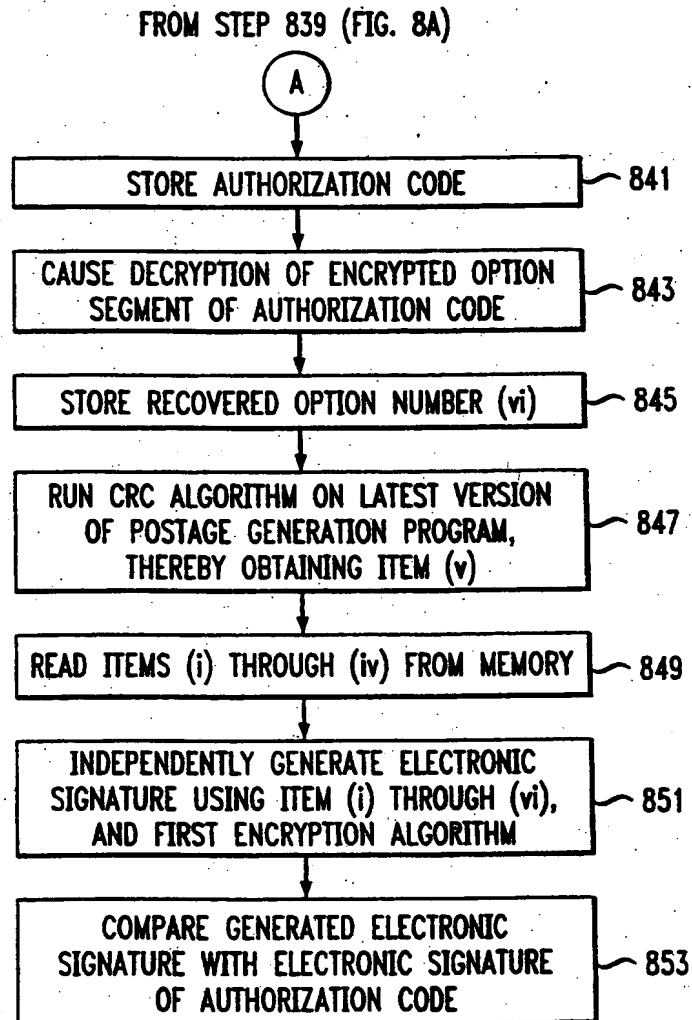 FROM STEP 839 (FIG. 8A)
A
STORE AUTHORIZATION CODE
841
CAUSE DECRYPTION OF ENCRYPTED OPTION
SEGMENT OF AUTHORIZATION CODE
843
STORE RECOVERED OPTION NUMBER (vi)
845
RUN CRC ALGORITHM ON LATEST VERSION
OF POSTAGE GENERATION PROGRAM,
THEREBY OBTAINING ITEM (v)
847
READ ITEMS (i) THROUGH (iv) FROM MEMORY
849
INDEPENDENTLY GENERATE ELECTRONIC
SIGNATURE USING ITEM (i) THROUGH (vi),
AND FIRST ENCRYPTION ALGORITHM
851
COMPARE GENERATED ELECTRONIC
SIGNATURE WITH ELECTRONIC SIGNATURE
OF AUTHORIZATION CODE
853